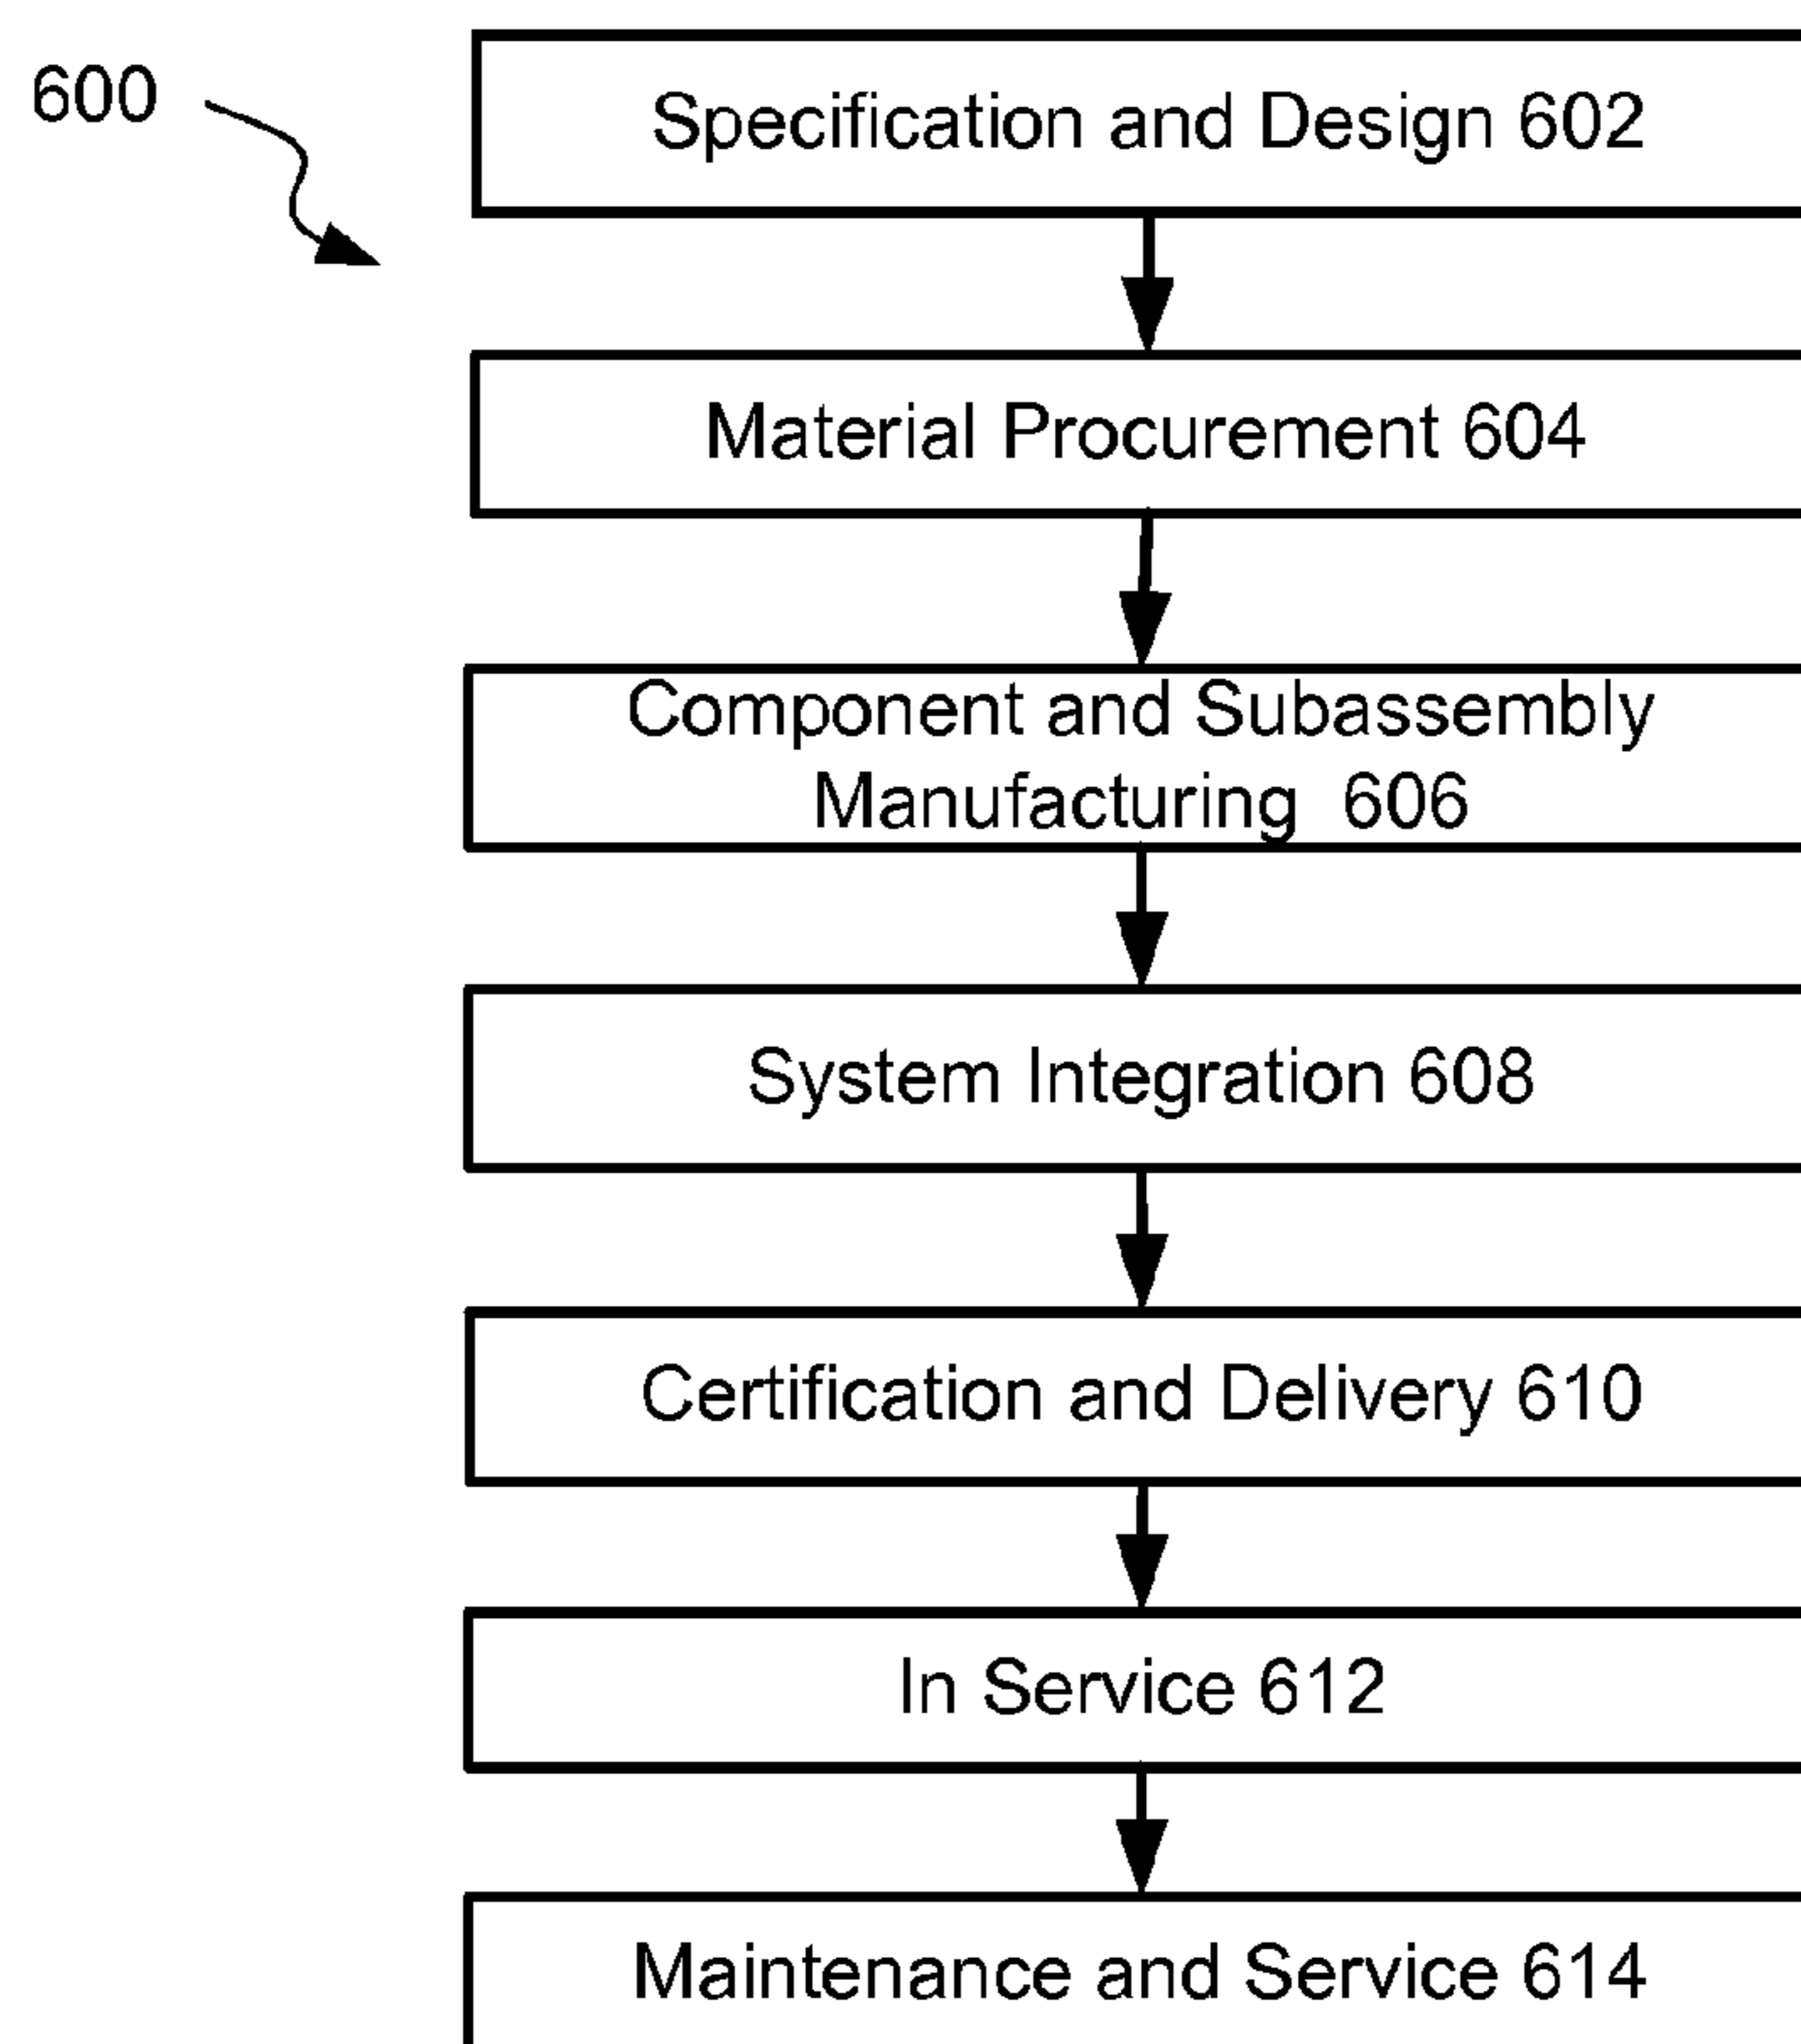 600
Specification and Design 602
Material Procurement 604
Component and Subassembly
Manufacturing 606
System Integration 608
Certification and Delivery 610
In Service 612
Maintenance and Service 614